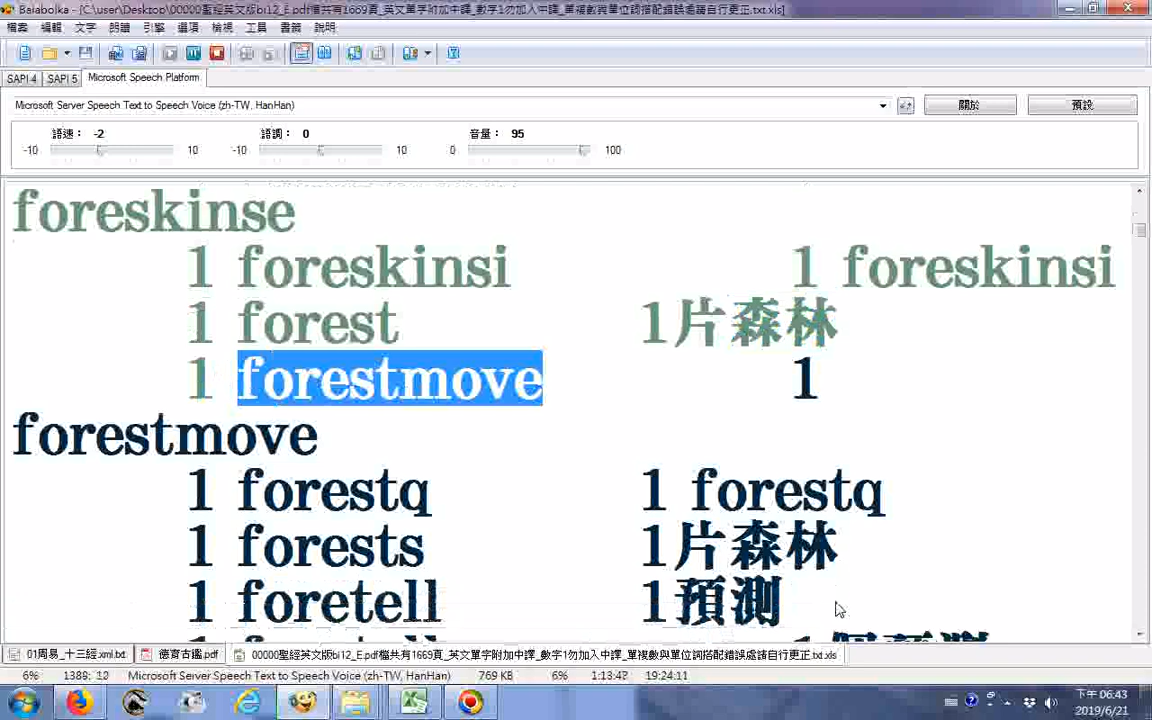 Balabolka - [C:\user\Desktop\00000聖經英文版bi12_E.pdf檔共有1669頁_英文單字附加中譯_數字1勿加入中譯_單複數與單位詞搭配錯誤處請自行更正.txt.xls]
檔案 編輯 文字 朗讀 引擎 選項 檢視 工具 書籤 說明
SAPI 4 SAPI 5 Microsoft Speech Platform
Microsoft Server Speech Text to Speech Voice (zh-TW, HanHan) 關於 預設
語速： -2 語調： 0 音量： 95
-10 10 -10 10 0 100
foreskinse
1 foreskinsi 1 foreskinsi
1 forest 1片森林
1 forestmove 1
forestmove
1 forestq 1 forestq
1 forests 1片森林
1 foretell 1預測
01周易_十三經.xml.txt 德育古鑑.pdf 00000聖經英文版bi12_E.pdf檔共有1669頁_英文單字附加中譯_數字1勿加入中譯_單複數與單位詞搭配錯誤處請自行更正.txt.xls
6% 1389: 12 Microsoft Server Speech Text to Speech Voice (zh-TW, HanHan) 769 KB 6% 1:13:42 19:24:11
下午 06:43
2019/6/21